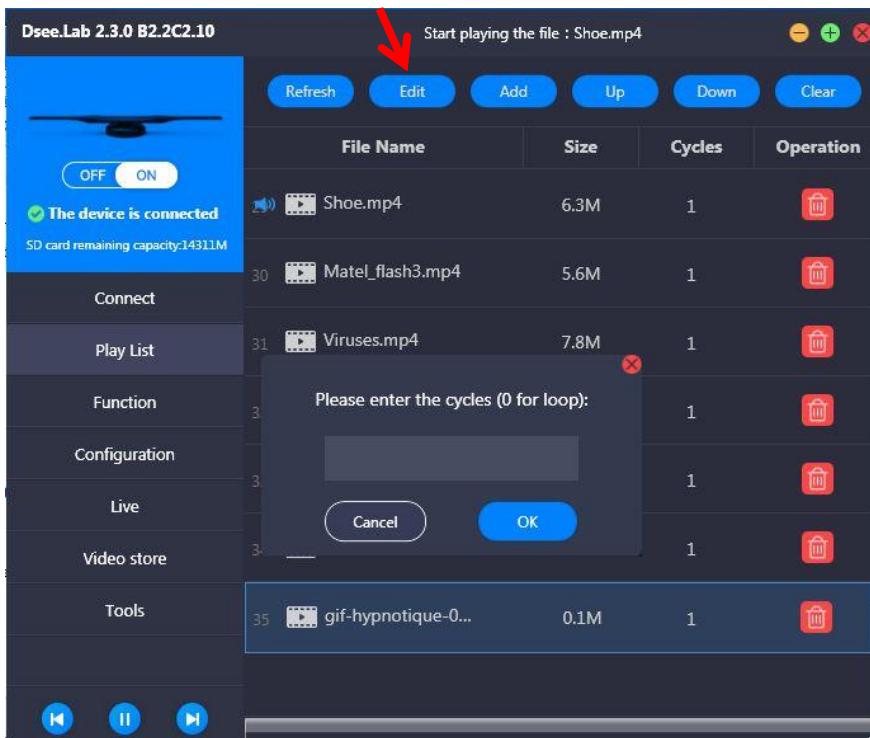 Dsee.Lab 2.3.0 B2.2C2.10
Start playing the file : Shoe.mp4
OFF ON
The device is connected
SD card remaining capacity:14311M
Connect
Play List
Function
Configuration
Live
Video store
Tools
Refresh Edit Add Up Down Clear
File Name Size Cycles Operation
Shoe.mp4 6.3M 1
30 Matel_flash3.mp4 5.6M 1
31 Viruses.mp4 7.8M 1
1
1
1
35 gif-hypnotique-0... 0.1M 1
Please enter the cycles (0 for loop):
Cancel OK